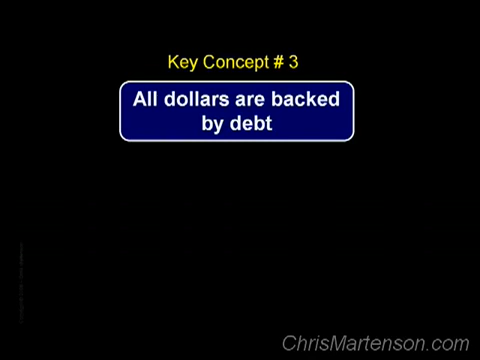 Key Concept # 3
All dollars are backed
by debt
ChrisMartenson.com